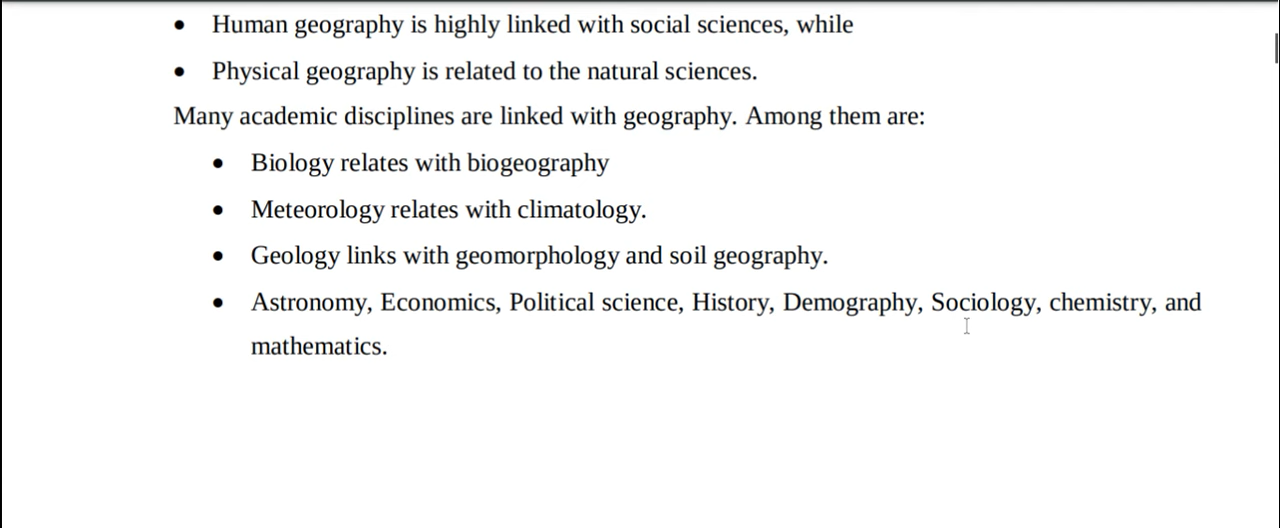 • Human geography is highly linked with social sciences, while
• Physical geography is related to the natural sciences.
Many academic disciplines are linked with geography. Among them are:
• Biology relates with biogeography
• Meteorology relates with climatology.
• Geology links with geomorphology and soil geography.
• Astronomy, Economics, Political science, History, Demography, Sociology, chemistry, and
mathematics.